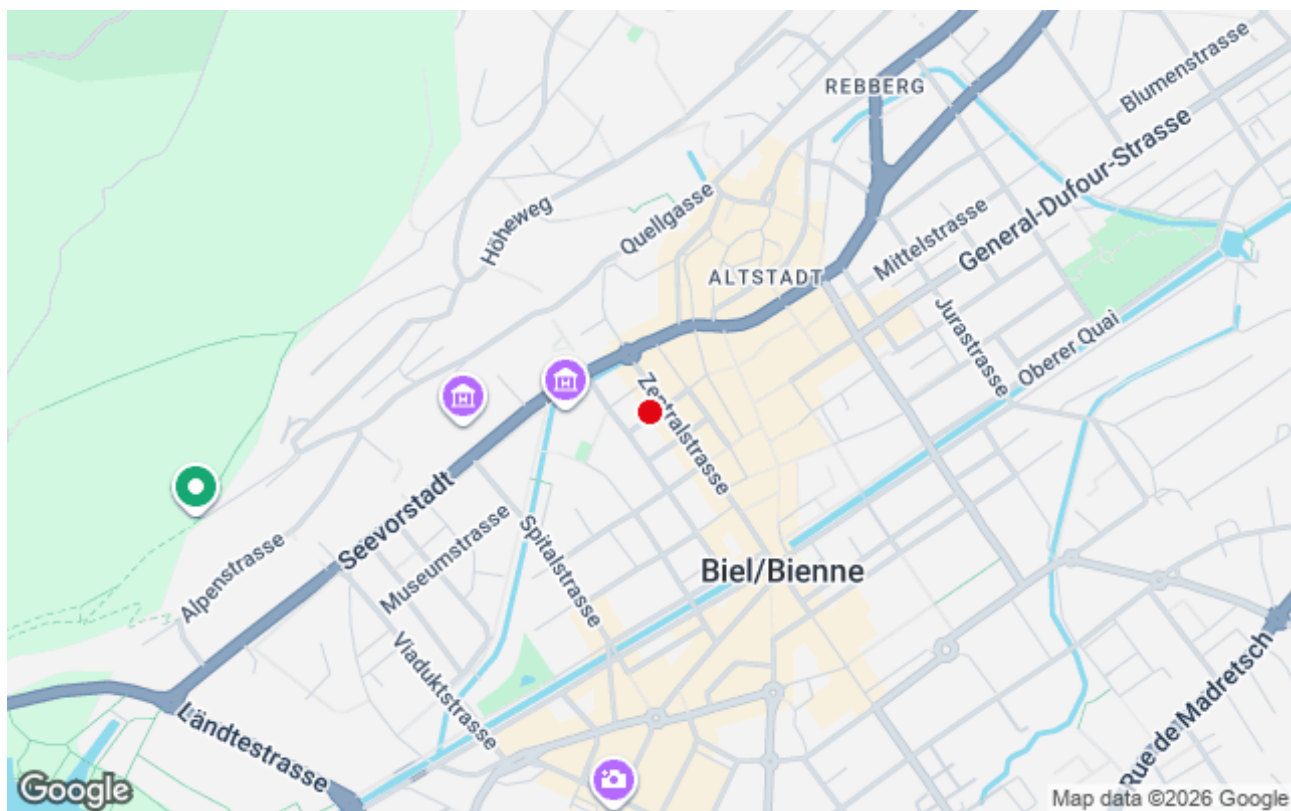 REBBERG
Blumenstrasse
General-Dufour-Strasse
Höheweg
Quellgasse
Mittelstrasse
ALTSTADT
Jurastrasse
Oberer Quai
Zentralstrasse
Seevorstadt
Museumstrasse
Spitalstrasse
Alpenstrasse
Biel/Bienne
Viaduktstrasse
Ländtestrasse
Rue de Madretsch
Google
Map data ©2026 Google